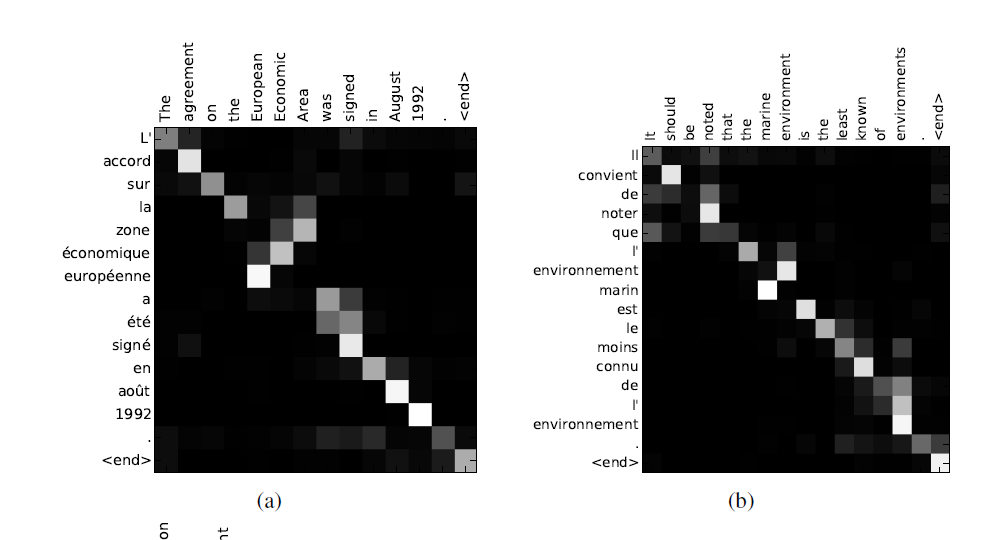 The
agreement
on
the
European
Economic
Area
was
signed
in
August
1992
.
<end>
L'
accord
sur
la
zone
économique
européenne
a
été
signé
en
août
1992
.
<end>
(a)
It
should
be
noted
that
the
marine
environment
is
the
least
known
of
environments
.
<end>
Il
convient
de
noter
que
l'
environnement
marin
est
le
moins
connu
de
l'
environnement
.
<end>
(b)
on